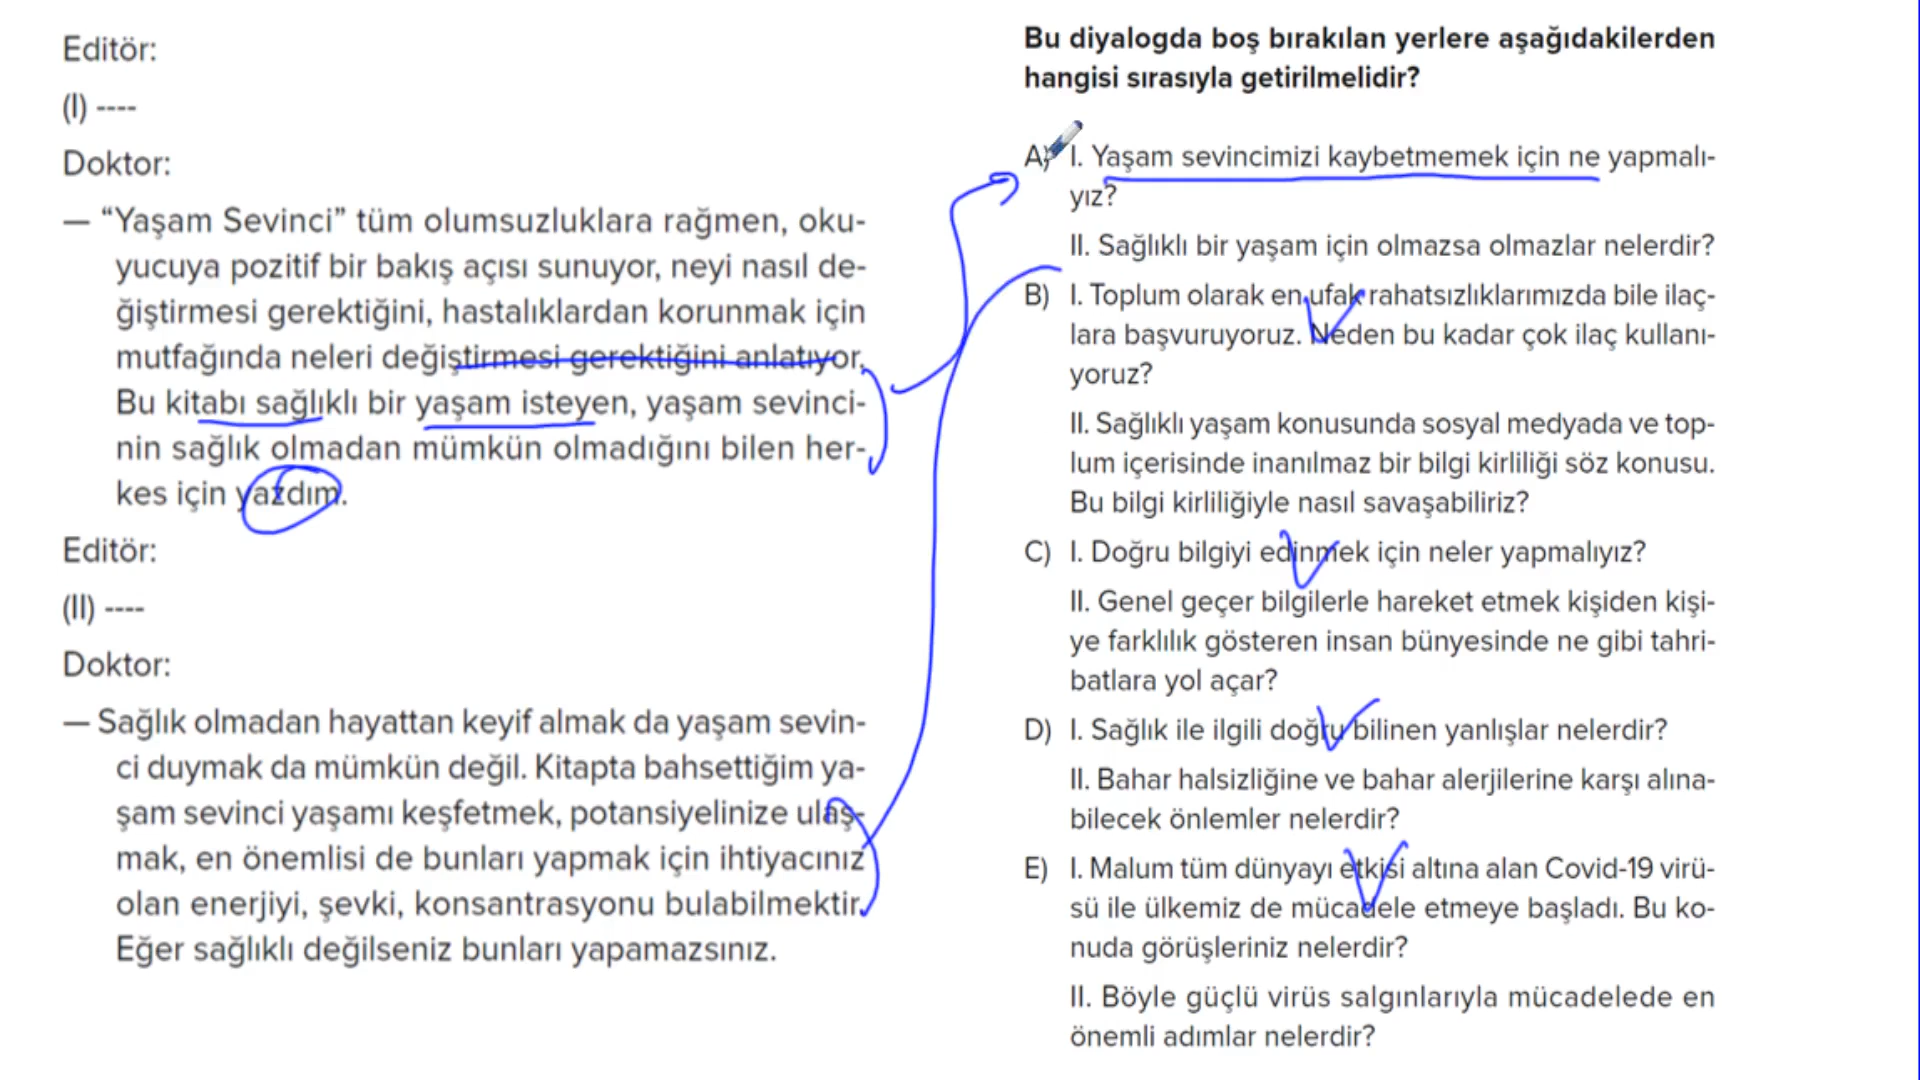 Editör:
(I) ----
Doktor:
— “Yaşam Sevinci” tüm olumsuzluklara rağmen, oku-
yucuya pozitif bir bakış açısı sunuyor, neyi nasıl de-
ğiştirmesi gerektiğini, hastalıklardan korunmak için
mutfağında neleri değiştirmesi gerektiğini anlatıyor.
Bu kitabı sağlıklı bir yaşam isteyen, yaşam sevinci-
nin sağlık olmadan mümkün olmadığını bilen her-
kes için yazdım.
Editör:
(II) ----
Doktor:
— Sağlık olmadan hayattan keyif almak da yaşam sevin-
ci duymak da mümkün değil. Kitapta bahsettiğim ya-
şam sevinci yaşamı keşfetmek, potansiyelinize ulaş-
mak, en önemlisi de bunları yapmak için ihtiyacınız
olan enerjiyi, şevki, konsantrasyonu bulabilmektir.
Eğer sağlıklı değilseniz bunları yapamazsınız.
Bu diyalogda boş bırakılan yerlere aşağıdakilerden
hangisi sırasıyla getirilmelidir?
A) I. Yaşam sevincimizi kaybetmemek için ne yapmalı-
yız?
II. Sağlıklı bir yaşam için olmazsa olmazlar nelerdir?
B) I. Toplum olarak en ufak rahatsızlıklarımızda bile ilaç-
lara başvuruyoruz. Neden bu kadar çok ilaç kullanı-
yoruz?
II. Sağlıklı yaşam konusunda sosyal medyada ve top-
lum içerisinde inanılmaz bir bilgi kirliliği söz konusu.
Bu bilgi kirliliğiyle nasıl savaşabiliriz?
C) I. Doğru bilgiyi edinmek için neler yapmalıyız?
II. Genel geçer bilgilerle hareket etmek kişiden kişi-
ye farklılık gösteren insan bünyesinde ne gibi tahri-
batlara yol açar?
D) I. Sağlık ile ilgili doğru bilinen yanlışlar nelerdir?
II. Bahar halsizliğine ve bahar alerjilerine karşı alına-
bilecek önlemler nelerdir?
E) I. Malum tüm dünyayı etkisi altına alan Covid-19 virü-
sü ile ülkemiz de mücadele etmeye başladı. Bu ko-
nuda görüşleriniz nelerdir?
II. Böyle güçlü virüs salgınlarıyla mücadelede en
önemli adımlar nelerdir?